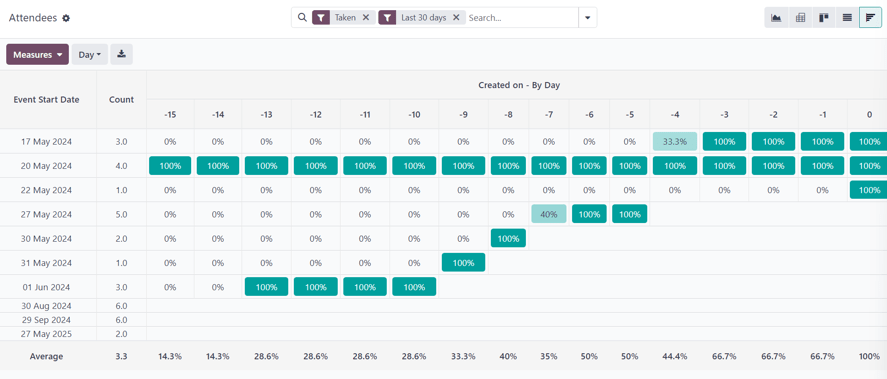 Attendees
Taken Last 30 days Search...
Measures Day
Created on - By Day
Event Start Date Count -15 -14 -13 -12 -11 -10 -9 -8 -7 -6 -5 -4 -3 -2 -1 0
17 May 2024 3.0 0% 0% 0% 0% 0% 0% 0% 0% 0% 0% 0% 33.3% 100% 100% 100% 100%
20 May 2024 4.0 100% 100% 100% 100% 100% 100% 100% 100% 100% 100% 100% 100% 100% 100% 100% 100%
22 May 2024 1.0 0% 0% 0% 0% 0% 0% 0% 0% 0% 0% 0% 0% 0% 0% 0% 100%
27 May 2024 5.0 0% 0% 0% 0% 0% 0% 0% 0% 40% 100% 100%
30 May 2024 2.0 0% 0% 0% 0% 0% 0% 0% 100%
31 May 2024 1.0 0% 0% 0% 0% 0% 0% 100%
01 Jun 2024 3.0 0% 0% 100% 100% 100% 100%
30 Aug 2024 6.0
29 Sep 2024 6.0
27 May 2025 2.0
Average 3.3 14.3% 14.3% 28.6% 28.6% 28.6% 28.6% 33.3% 40% 35% 50% 50% 44.4% 66.7% 66.7% 66.7% 100%